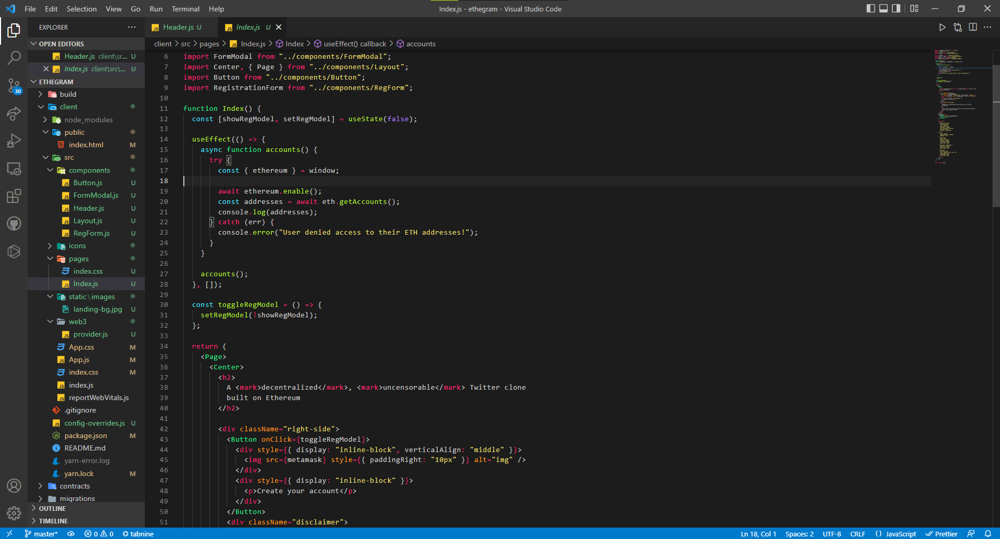 File Edit Selection View Go Run Terminal Help
Index.js - ethegram - Visual Studio Code
EXPLORER
OPEN EDITORS
Header.js client\sr... U
Index.js client\src\... U
ETHEGRAM
build
client
node_modules
public
index.html M
src
components
Button.js U
FormModal.js U
Header.js U
Layout.js U
RegForm.js U
icons
pages
index.css U
Index.js U
static\images
landing-bg.jpg U
web3
provider.js U
App.css M
App.js M
index.css M
index.js
reportWebVitals.js
.gitignore
config-overrides.js U
package.json M
README.md
yarn-error.log
yarn.lock M
contracts
migrations
OUTLINE
TIMELINE
30
Header.js U Index.js U
client > src > pages > Index.js > Index > useEffect() callback > accounts
6 import FormModal from "../components/FormModal";
7 import Center, { Page } from "../components/Layout";
8 import Button from "../components/Button";
9 import RegistrationForm from "../components/RegForm";
10
11 function Index() {
12 const [showRegModel, setRegModel] = useState(false);
13
14 useEffect(() => {
15 async function accounts() {
16 try {
17 const { ethereum } = window;
18
19 await ethereum.enable();
20 const addresses = await eth.getAccounts();
21 console.log(addresses);
22 } catch (err) {
23 console.error("User denied access to their ETH addresses!");
24 }
25 }
26
27 accounts();
28 }, []);
29
30 const toggleRegModel = () => {
31 setRegModel(!showRegModel);
32 };
33
34 return (
35 <Page>
36 <Center>
37 <h2>
38 A <mark>decentralized</mark>, <mark>uncensorable</mark> Twitter clone
39 built on Ethereum
40 </h2>
41
42 <div className="right-side">
43 <Button onClick={toggleRegModel}>
44 <div style={{ display: "inline-block", verticalAlign: "middle" }}>
45 <img src={metamask} style={{ paddingRight: "10px" }} alt="img" />
46 </div>
47 <div style={{ display: "inline-block" }}>
48 <p>Create your account</p>
49 </div>
50 </Button>
51 <div className="disclaimer">
master* 0 0 tabnine
Ln 18, Col 1 Spaces: 2 UTF-8 CRLF {} JavaScript Prettier